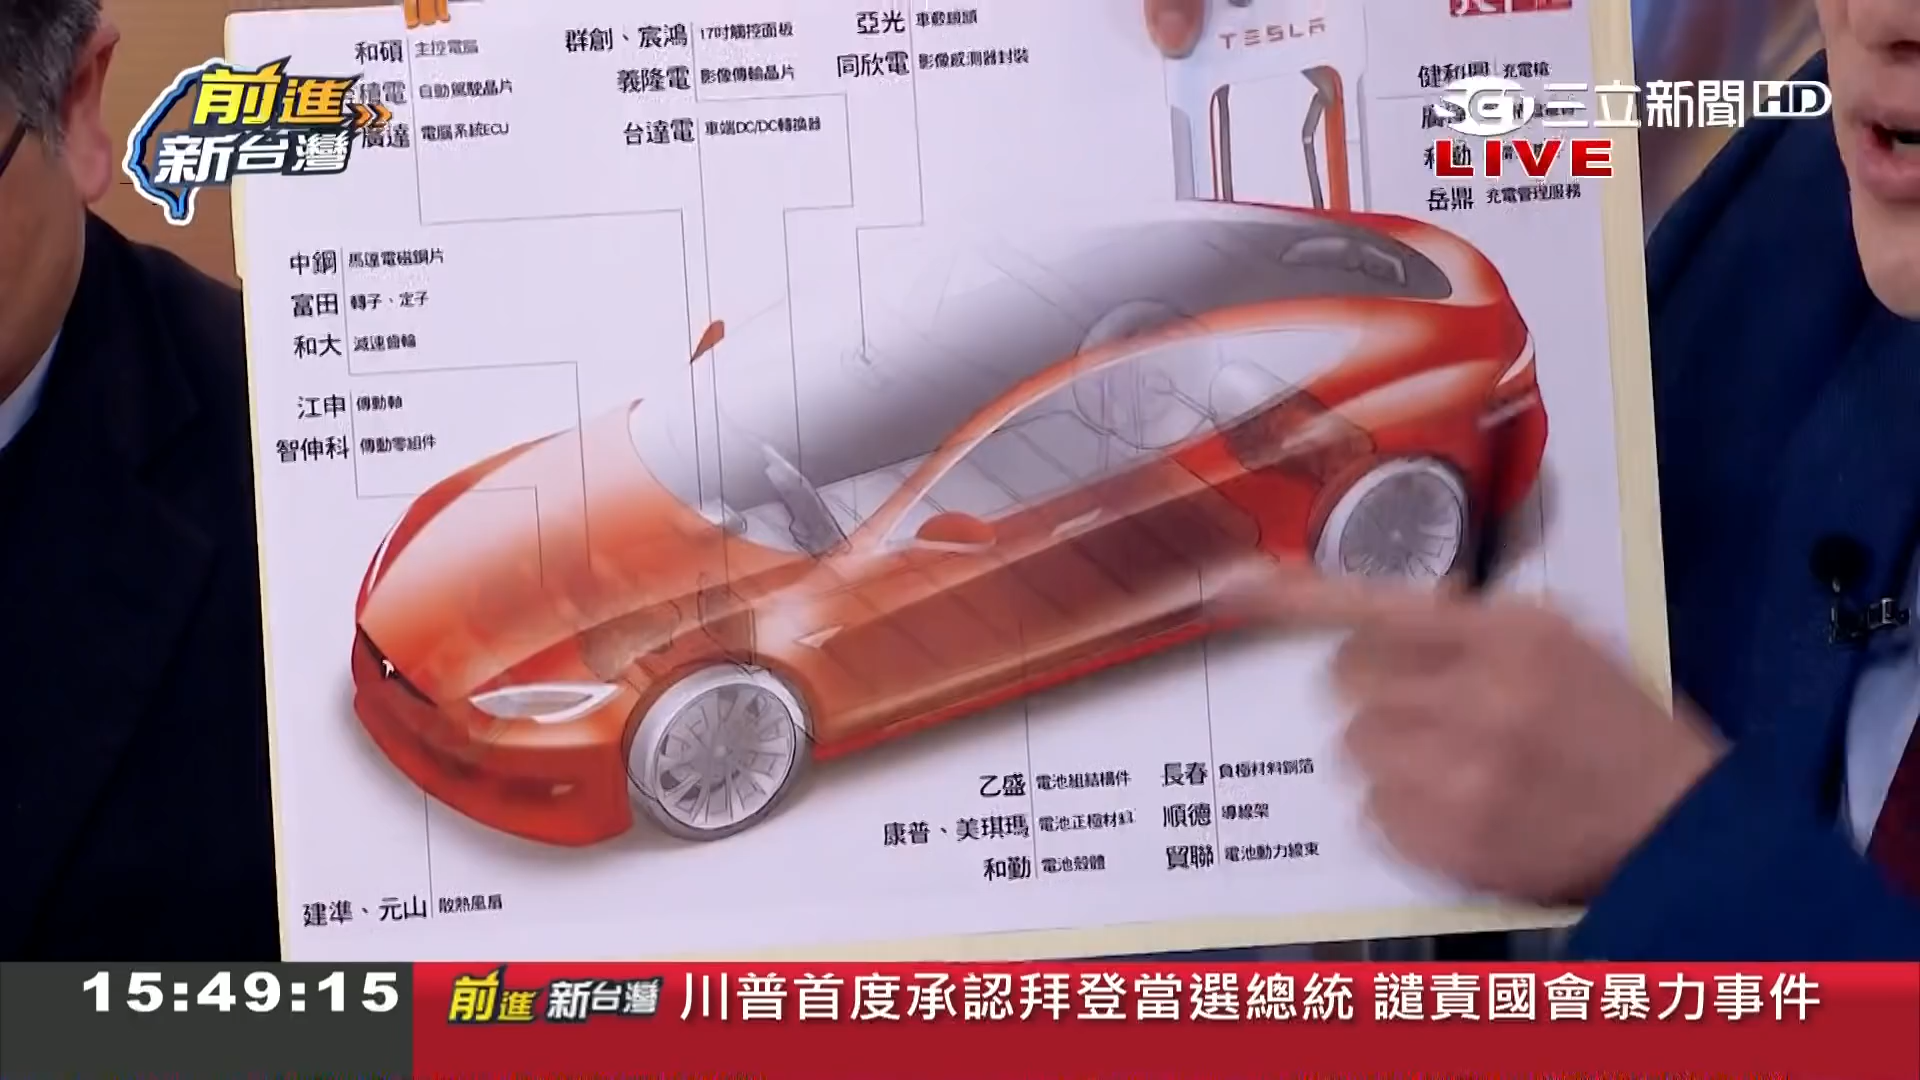 前進
新台灣
和碩 主控電腦
積電 自動駕駛晶片
廣達 電腦系統ECU
群創、宸鴻 17吋觸控面板
義隆電 影像傳輸晶片
台達電 車端DC/DC轉換器
亞光 車載鏡頭
同欣電 影像感測器封裝
TESLA
健和興 充電槍
岳鼎 充電管理服務
三立新聞HD
LIVE
中鋼 馬達電磁鋼片
富田 轉子、定子
和大 減速齒輪
江申 傳動軸
智伸科 傳動零組件
乙盛 電池組結構件
康普、美琪瑪 電池正極材料
和勤 電池殼體
長春 負極材料銅箔
順德 導線架
貿聯 電池動力線束
建準、元山 散熱風扇
15:49:15
前進新台灣
川普首度承認拜登當選總統 譴責國會暴力事件